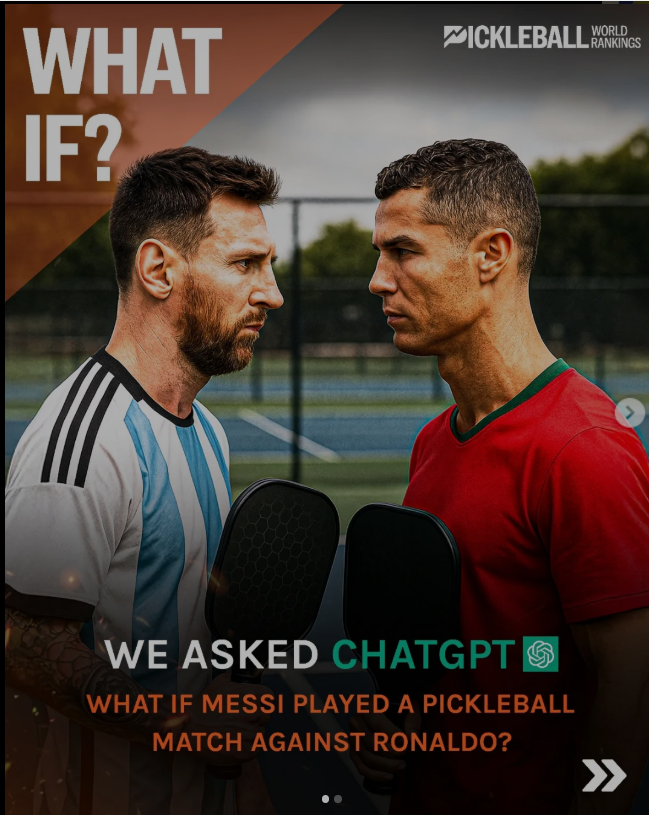 WHAT
IF?
PICKLEBALL WORLD
RANKINGS
WE ASKED CHATGPT
WHAT IF MESSI PLAYED A PICKLEBALL
MATCH AGAINST RONALDO?